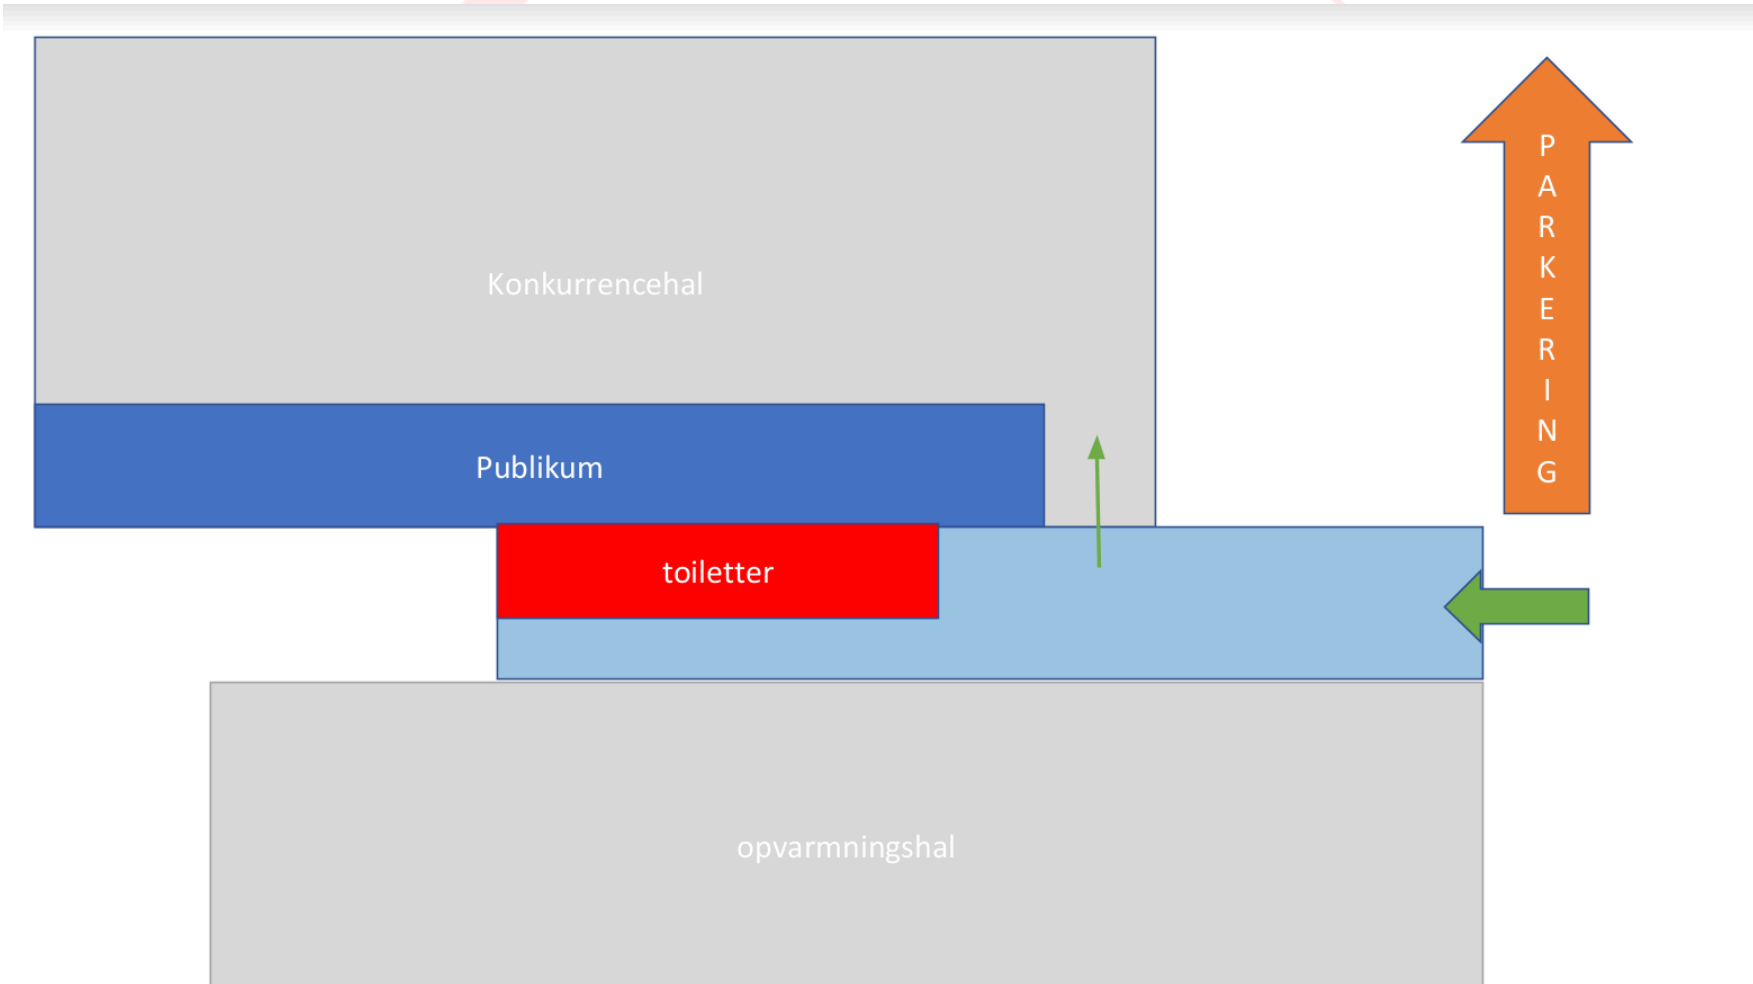 Konkurrencehal
Publikum
toiletter
opvarmningshal
P
A
R
K
E
R
I
N
G